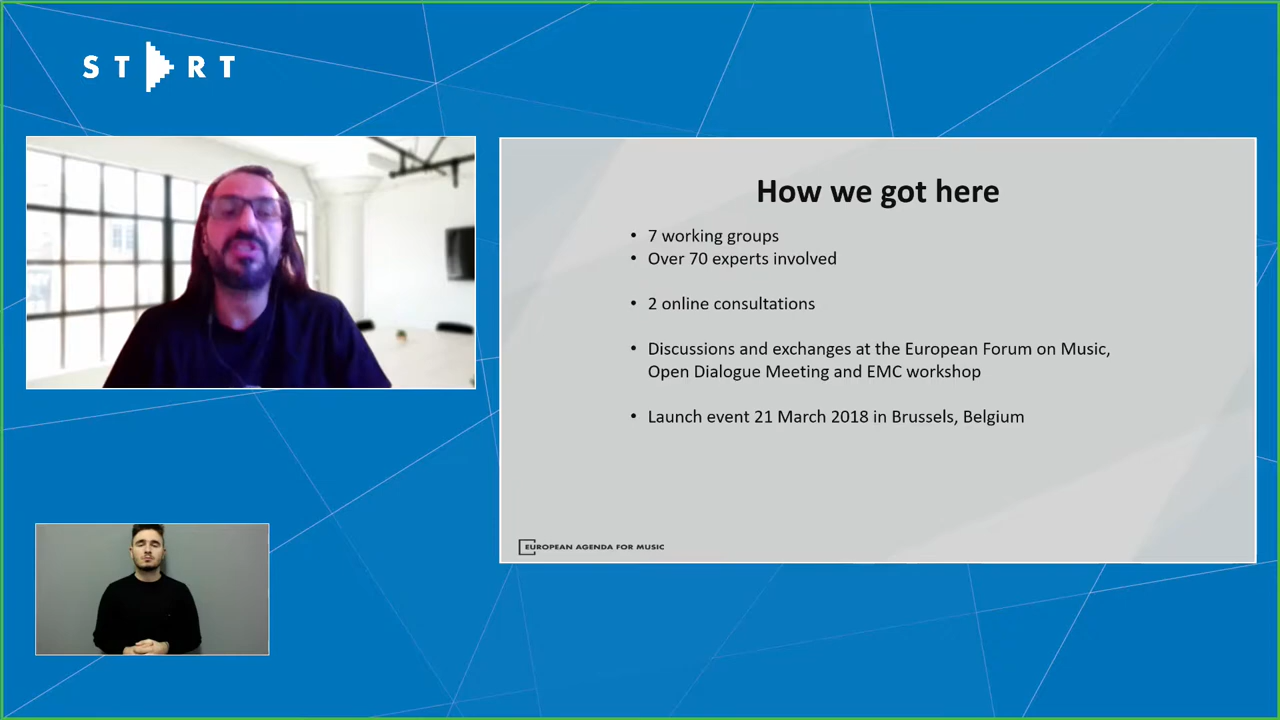 START
How we got here
• 7 working groups
• Over 70 experts involved
• 2 online consultations
• Discussions and exchanges at the European Forum on Music,
Open Dialogue Meeting and EMC workshop
• Launch event 21 March 2018 in Brussels, Belgium
EUROPEAN AGENDA FOR MUSIC